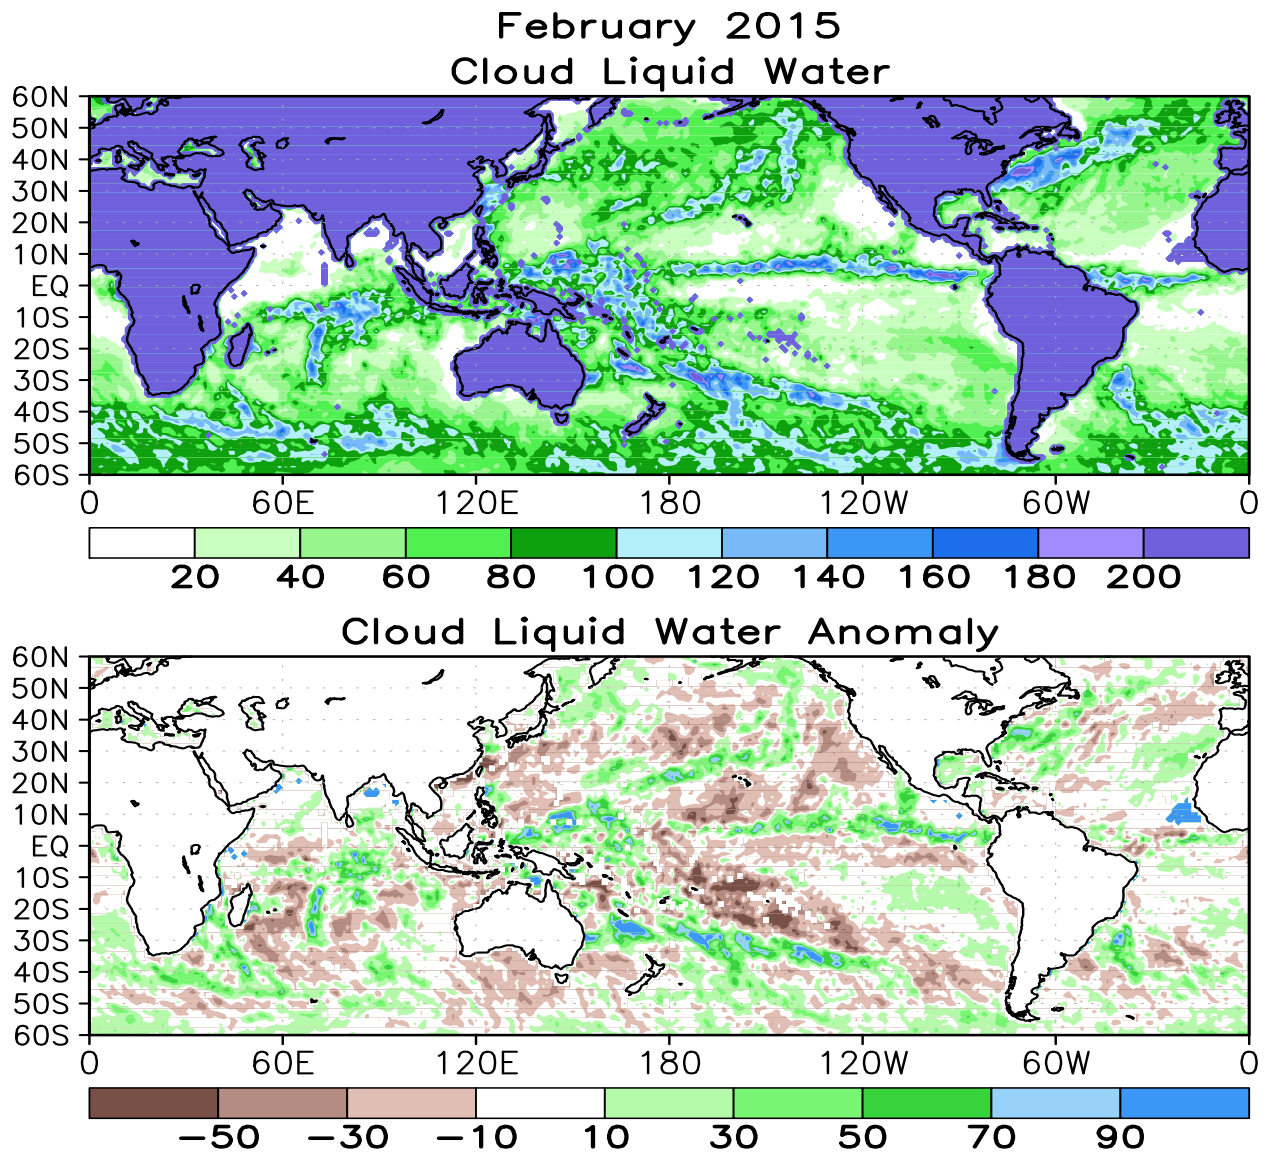 February 2015
Cloud Liquid Water
60N
50N
40N
30N
20N
10N
EQ
10S
20S
30S
40S
50S
60S
0 60E 120E 180 120W 60W 0
20 40 60 80 100 120 140 160 180 200
Cloud Liquid Water Anomaly
60N
50N
40N
30N
20N
10N
EQ
10S
20S
30S
40S
50S
60S
0 60E 120E 180 120W 60W 0
−50 −30 −10 10 30 50 70 90